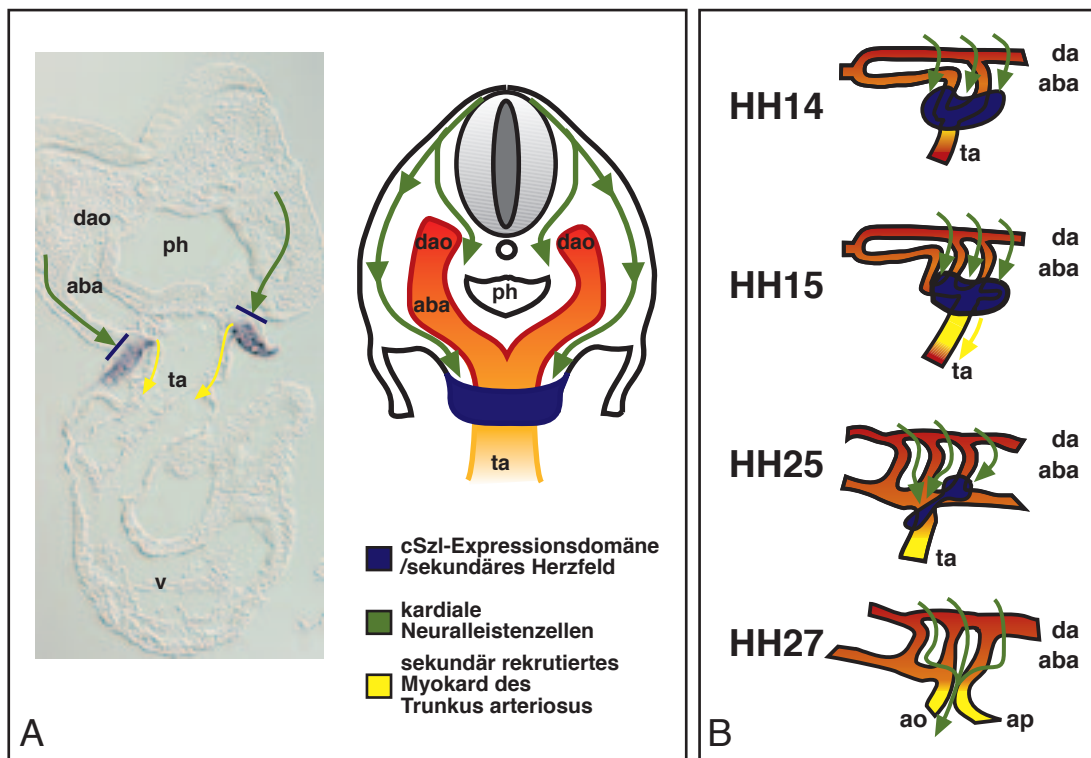 dao
ph
aba
ta
v
dao
dao
aba
ph
ta
cSzl-Expressionsdomäne
/sekundäres Herzfeld
kardiale
Neuralleistenzellen
sekundär rekrutiertes
Myokard des
Trunkus arteriosus
A
HH14
da
aba
ta
HH15
da
aba
ta
HH25
da
aba
ta
HH27
da
aba
ao
ap
B